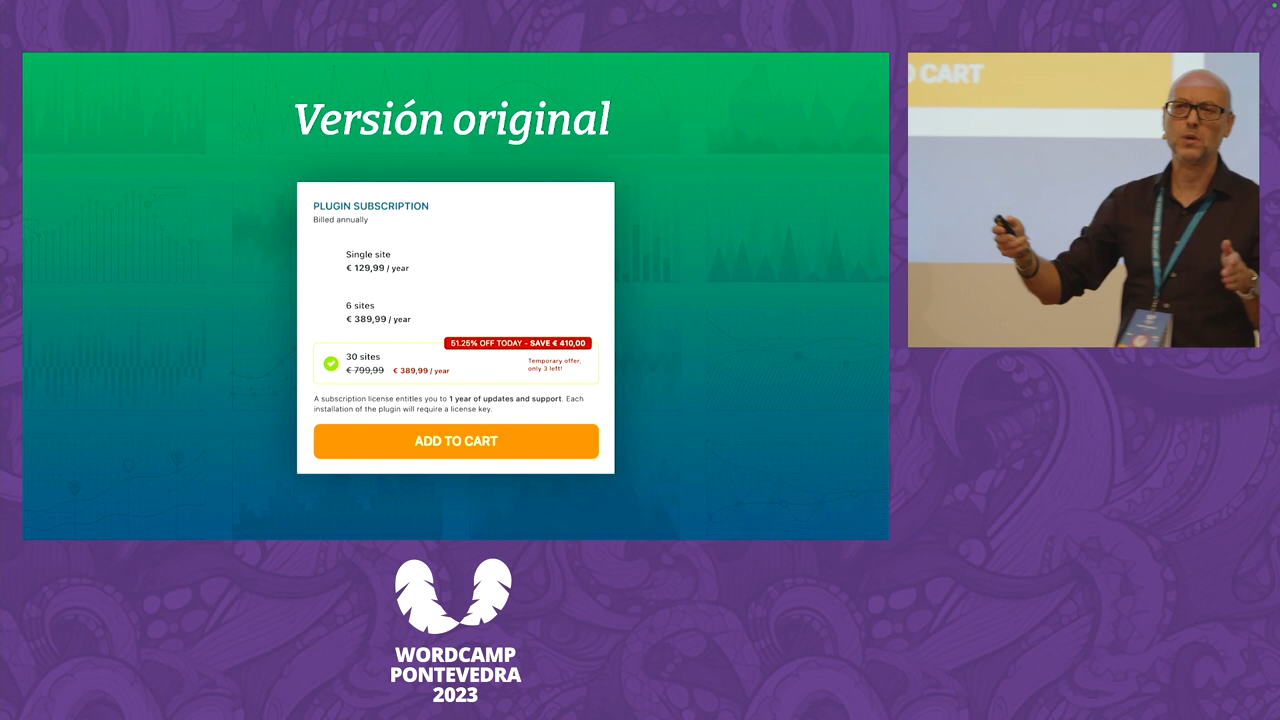 Versión original
PLUGIN SUBSCRIPTION
Billed annually
Single site
€ 129,99 / year
6 sites
€ 389,99 / year
51.25% OFF TODAY - SAVE € 410,00
30 sites
€ 799,99 € 389,99 / year
Temporary offer,
only 3 left!
A subscription license entitles you to 1 year of updates and support. Each
installation of the plugin will require a license key.
ADD TO CART
CART
WORDCAMP
PONTEVEDRA
2023